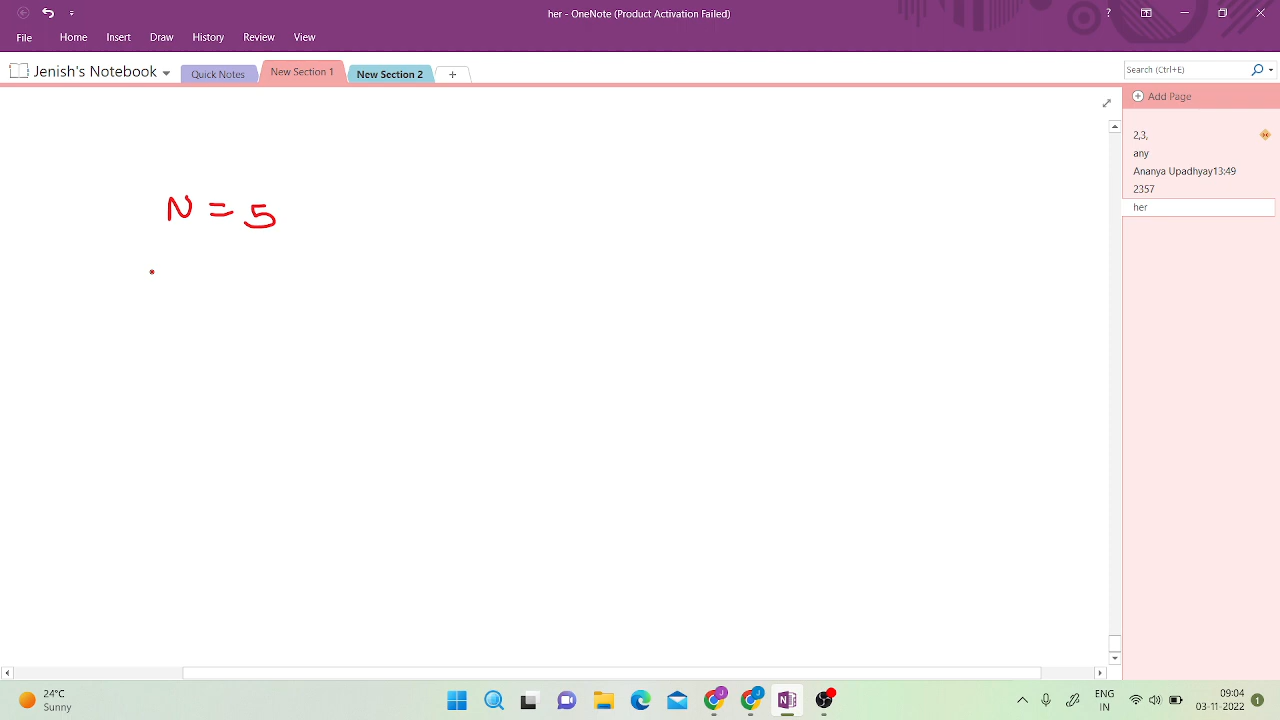 her - OneNote (Product Activation Failed)
?
File Home Insert Draw History Review View
Jenish's Notebook
Quick Notes
New Section 1
New Section 2
+
Search (Ctrl+E)
Add Page
2,3,
any
Ananya Upadhyay13:49
2357
her
N = 5
24°C
Sunny
ENG
IN
09:04
03-11-2022
1